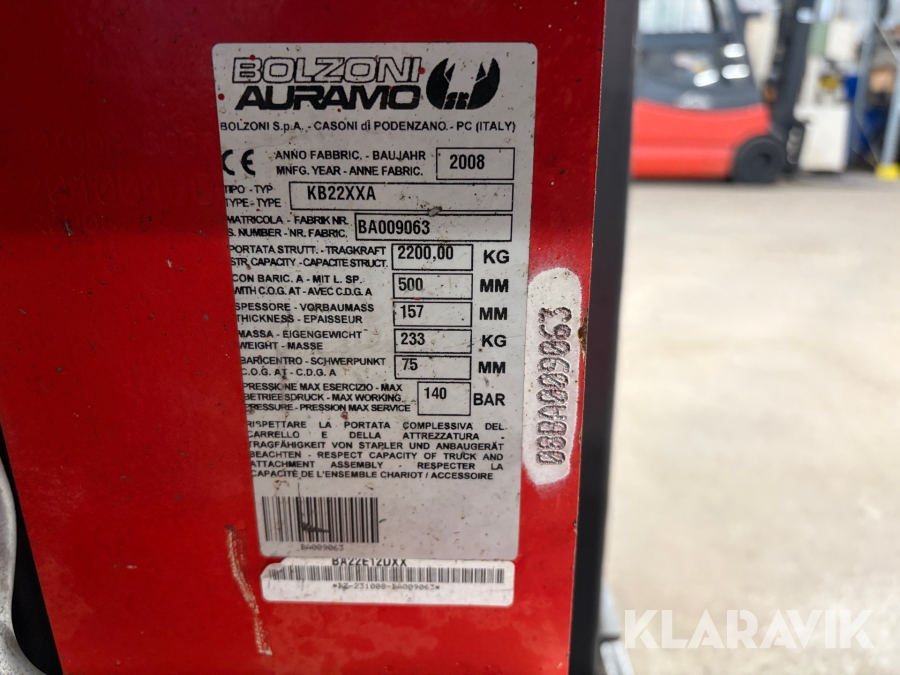 BOLZONI
AURAMO
BOLZONI S.p.A. - CASONI di PODENZANO - PC (ITALY)
CE
ANNO FABBRIC. - BAUJAHR
MNFG. YEAR - ANNE FABRIC.
2008
TIPO - TYP
TYPE - TYPE
KB22XXA
MATRICOLA - FABRIK NR.
S. NUMBER - NR. FABRIC.
BA009063
PORTATA STRUTT. - TRAGKRAFT
STR. CAPACITY - CAPACITE STRUCT.
2200,00 KG
CON BARIC. A - MIT L. SP.
WITH C.O.G. AT - AVEC C.D.G. A
500 MM
SPESSORE - VORBAUMASS
THICKNESS - EPAISSEUR
157 MM
MASSA - EIGENGEWICHT
WEIGHT - MASSE
233 KG
BARICENTRO - SCHWERPUNKT
C.O.G. AT - C.D.G. A
75 MM
PRESSIONE MAX ESERCIZIO - MAX
BETRIEBSDRUCK - MAX WORKING
PRESSURE - PRESSION MAX SERVICE
140 BAR
RISPETTARE LA PORTATA COMPLESSIVA DEL
CARRELLO E DELLA ATTREZZATURA -
TRAGFÄHIGKEIT VON STAPLER UND ANBAUGERÄT
BEACHTEN - RESPECT CAPACITY OF TRUCK AND
ATTACHMENT ASSEMBLY - RESPECTER LA
CAPACITÉ DE L'ENSEMBLE CHARIOT / ACCESSOIRE
BA009063
BA22E12DXX
08BA009063
KLARAVIK